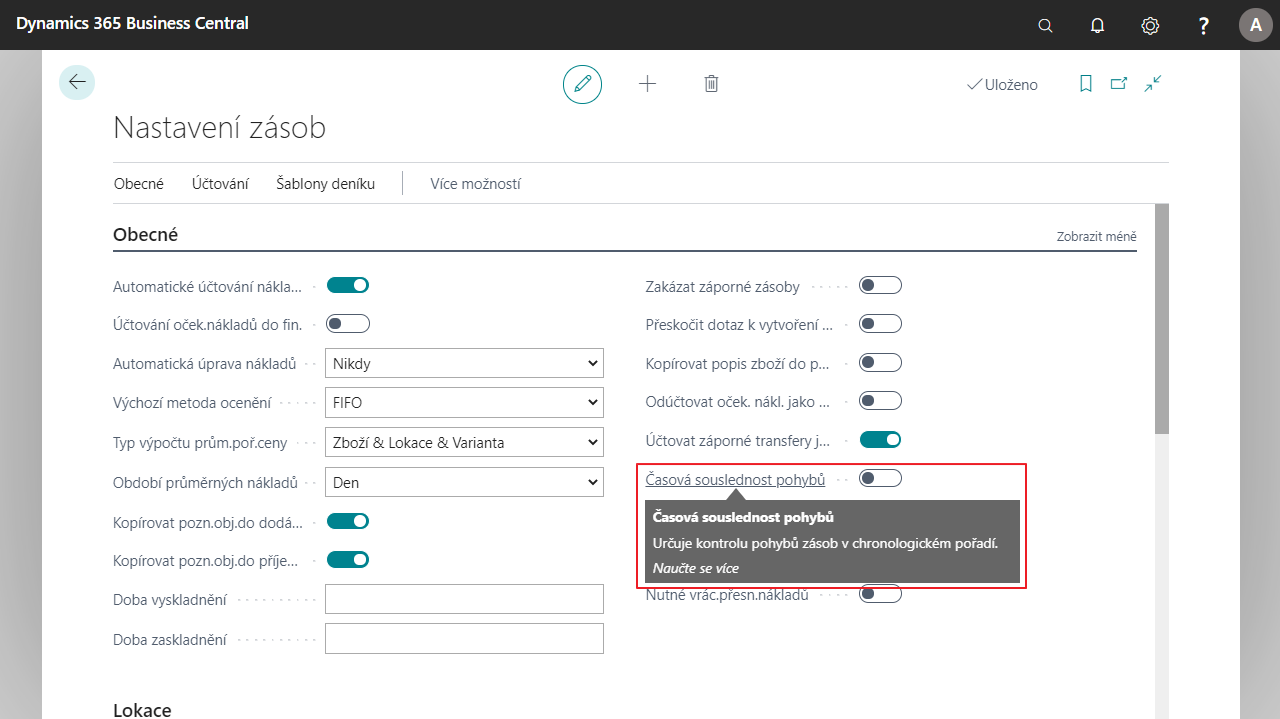 Dynamics 365 Business Central
A
Uloženo
Nastavení zásob
Obecné Účtování Šablony deníku Více možností
Obecné
Zobrazit méně
Automatické účtování nákla...
Účtování oček.nákladů do fin.
Automatická úprava nákladů Nikdy
Výchozí metoda ocenění FIFO
Typ výpočtu prům.poř.ceny Zboží & Lokace & Varianta
Období průměrných nákladů Den
Kopírovat pozn.obj.do dodá...
Kopírovat pozn.obj.do příje...
Doba vyskladnění
Doba zaskladnění
Zakázat záporné zásoby
Přeskočit dotaz k vytvoření ...
Kopírovat popis zboží do p...
Odúčtovat oček. nákl. jako ...
Účtovat záporné transfery j...
Časová souslednost pohybů
Časová souslednost pohybů
Určuje kontrolu pohybů zásob v chronologickém pořadí.
Naučte se více
Nutné vrác.přesn.nákladů
Lokace